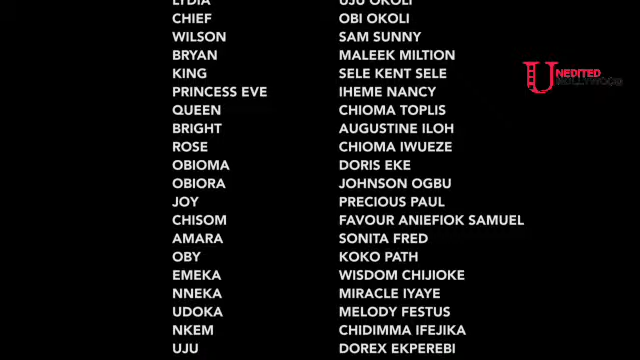 LYDIA UJU OKOLI
CHIEF OBI OKOLI
WILSON SAM SUNNY
BRYAN MALEEK MILTION
KING SELE KENT SELE
PRINCESS EVE IHEME NANCY
QUEEN CHIOMA TOPLIS
BRIGHT AUGUSTINE ILOH
ROSE CHIOMA IWUEZE
OBIOMA DORIS EKE
OBIORA JOHNSON OGBU
JOY PRECIOUS PAUL
CHISOM FAVOUR ANIEFIOK SAMUEL
AMARA SONITA FRED
OBY KOKO PATH
EMEKA WISDOM CHIJIOKE
NNEKA MIRACLE IYAYE
UDOKA MELODY FESTUS
NKEM CHIDIMMA IFEJIKA
UJU DOREX EKPEREBI
UNEDITED
NOLLYWOOD